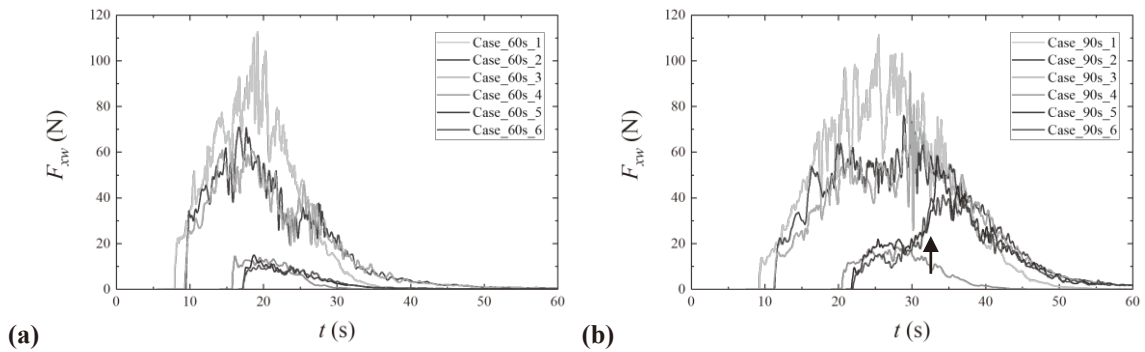 120
100
80
60
40
20
0
F_xw (N)
Case_60s_1
Case_60s_2
Case_60s_3
Case_60s_4
Case_60s_5
Case_60s_6
0 10 20 30 40 50 60
t (s)
(a)
120
100
80
60
40
20
0
F_xw (N)
Case_90s_1
Case_90s_2
Case_90s_3
Case_90s_4
Case_90s_5
Case_90s_6
0 10 20 30 40 50 60
t (s)
(b)